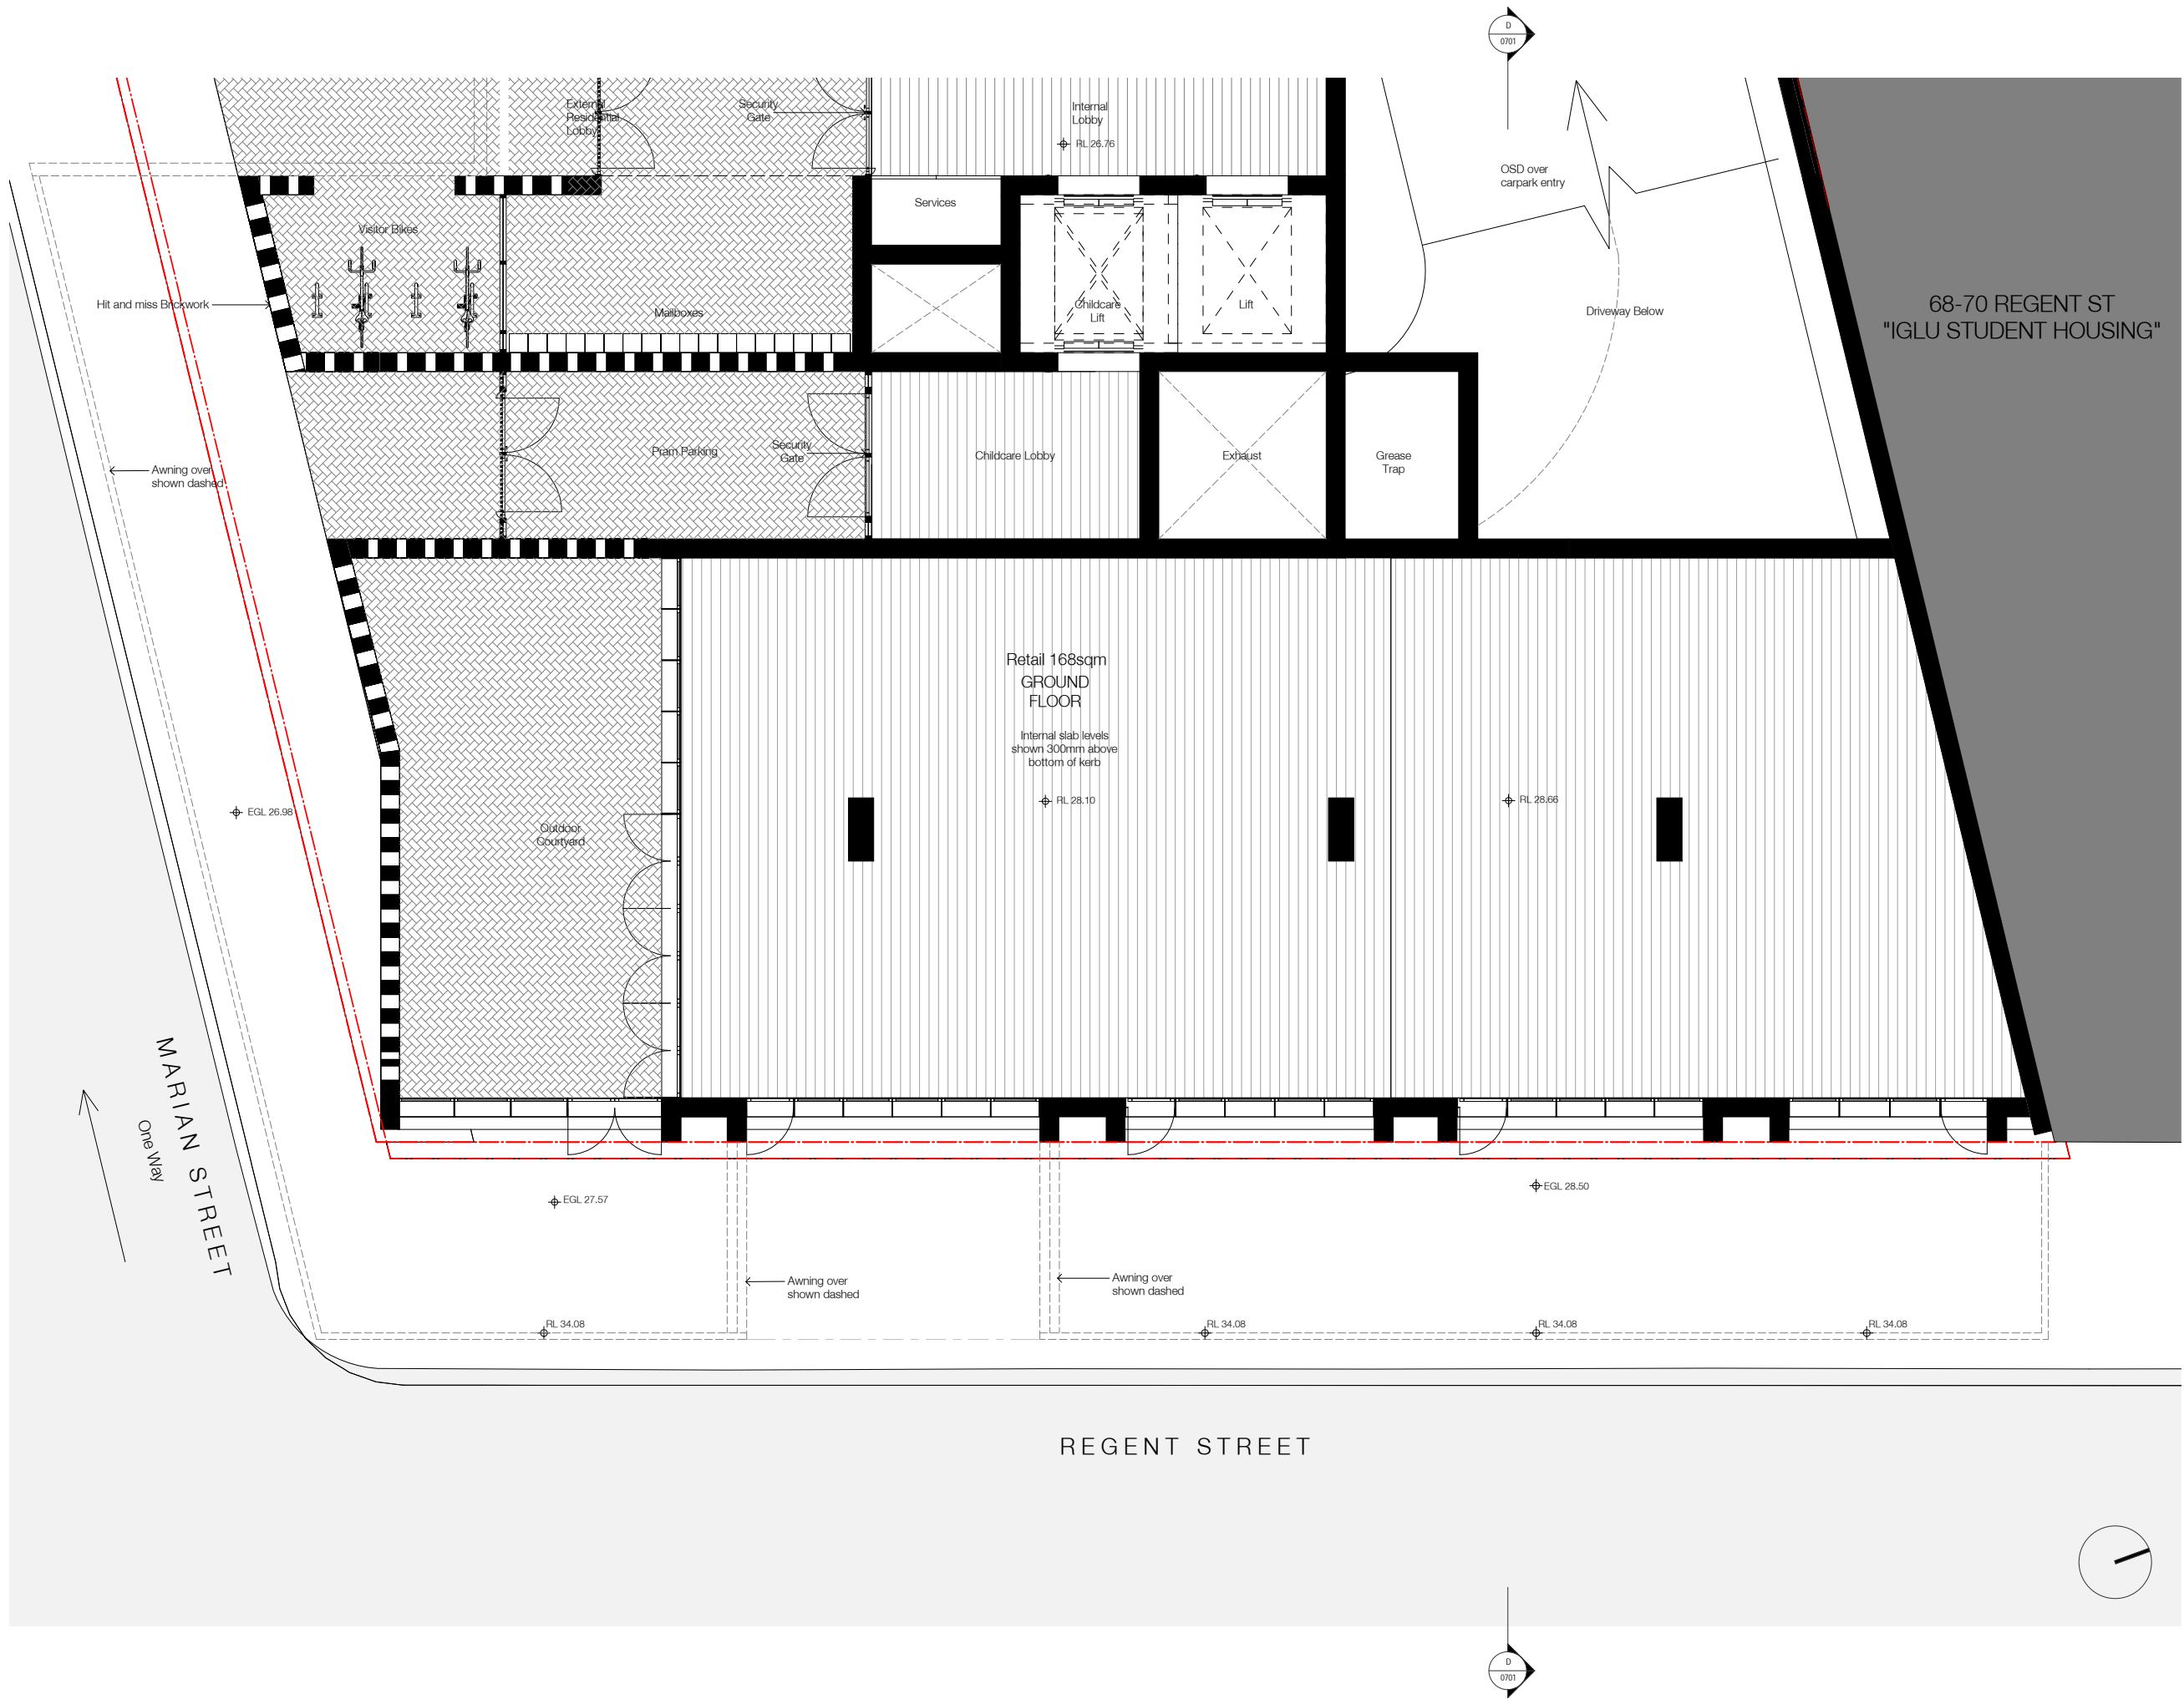 D
0701
External
Residential
Lobby
Security
Gate
Internal
Lobby
RL 26.76
OSD over
carpark entry
Services
Visitor Bikes
Hit and miss Brickwork
Mailboxes
Childcare
Lift
Lift
Driveway Below
68-70 REGENT ST
"IGLU STUDENT HOUSING"
Awning over
shown dashed
Pram Parking
Security
Gate
Childcare Lobby
Exhaust
Grease
Trap
Retail 168sqm
GROUND
FLOOR
Internal slab levels
shown 300mm above
bottom of kerb
RL 28.10
RL 28.66
EGL 26.98
Outdoor
Courtyard
MARIAN STREET
One Way
EGL 27.57
EGL 28.50
Awning over
shown dashed
Awning over
shown dashed
RL 34.08
RL 34.08
RL 34.08
RL 34.08
REGENT STREET
D
0701